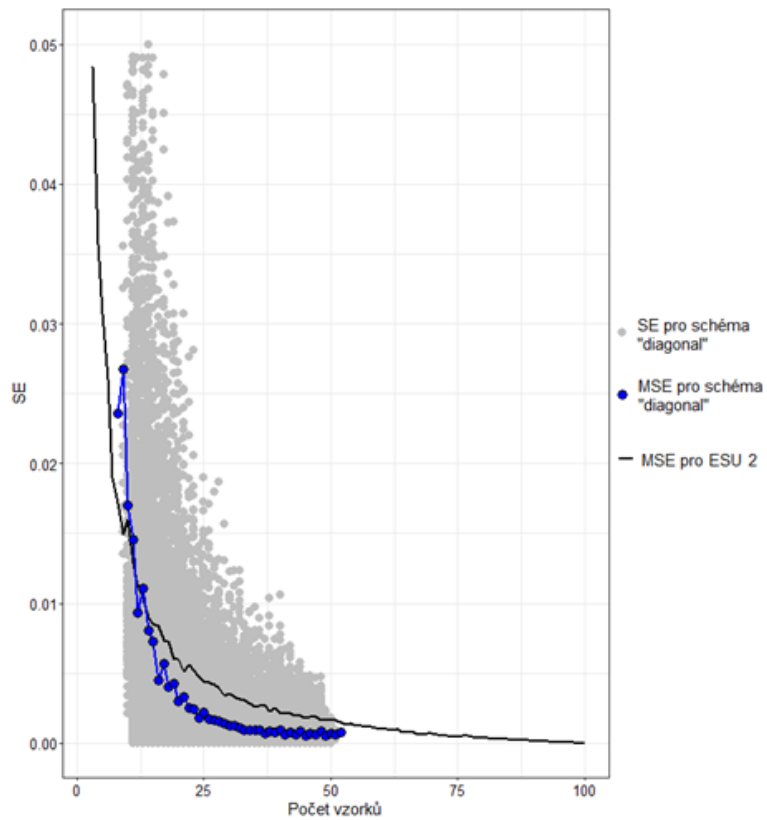 0.05
0.04
0.03
0.02
0.01
0.00
SE
0
25
50
75
100
Počet vzorků
SE pro schéma
"diagonal"
MSE pro schéma
"diagonal"
MSE pro ESU 2